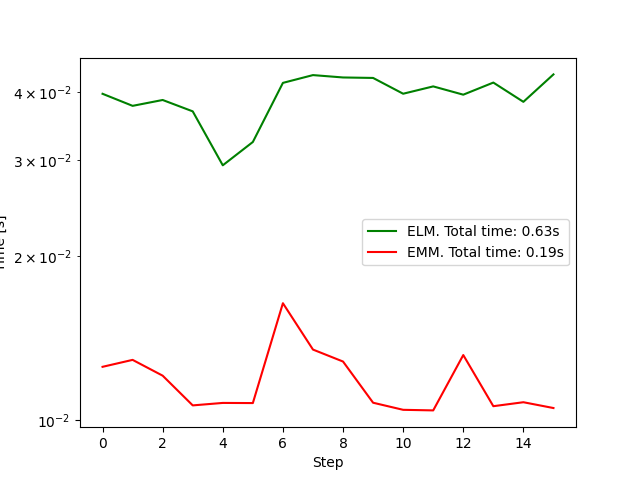 4 × 10⁻²
3 × 10⁻²
2 × 10⁻²
10⁻²
ELM. Total time: 0.63s
EMM. Total time: 0.19s
0 2 4 6 8 10 12 14
Step